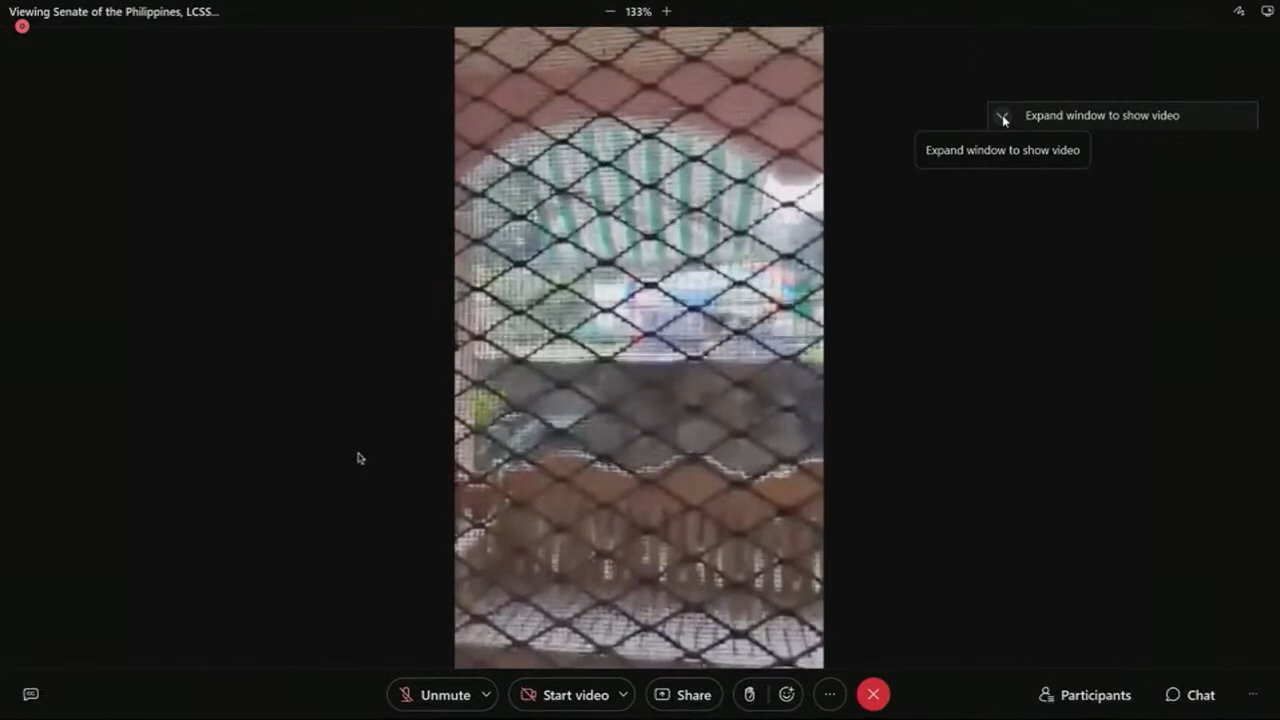 Viewing Senate of the Philippines, LCSS...
133%
Expand window to show video
Expand window to show video
Unmute
Start video
Share
Participants
Chat